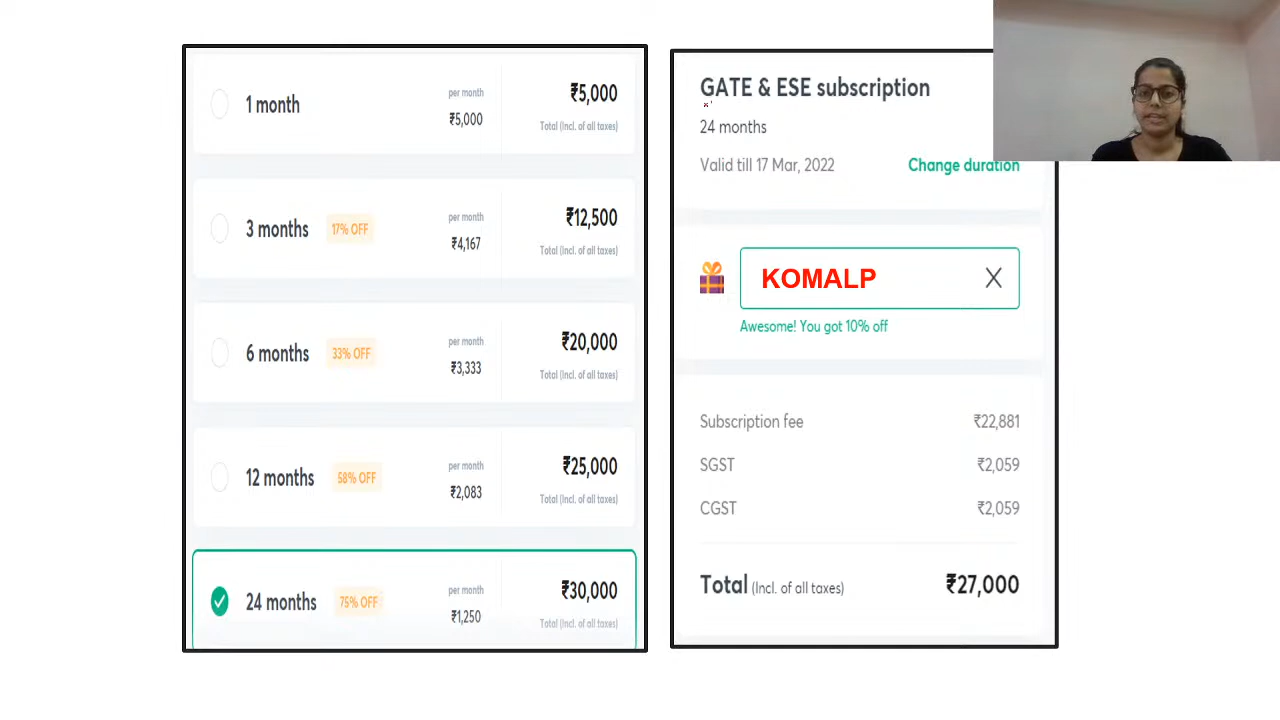 1 month
per month
₹5,000
₹5,000
Total (Incl. of all taxes)
3 months
17% OFF
per month
₹4,167
₹12,500
Total (Incl. of all taxes)
6 months
33% OFF
per month
₹3,333
₹20,000
Total (Incl. of all taxes)
12 months
58% OFF
per month
₹2,083
₹25,000
Total (Incl. of all taxes)
24 months
75% OFF
per month
₹1,250
₹30,000
Total (Incl. of all taxes)
GATE & ESE subscription
24 months
Valid till 17 Mar, 2022
Change duration
KOMALP
X
Awesome! You got 10% off
Subscription fee ₹22,881
SGST ₹2,059
CGST ₹2,059
Total (Incl. of all taxes) ₹27,000